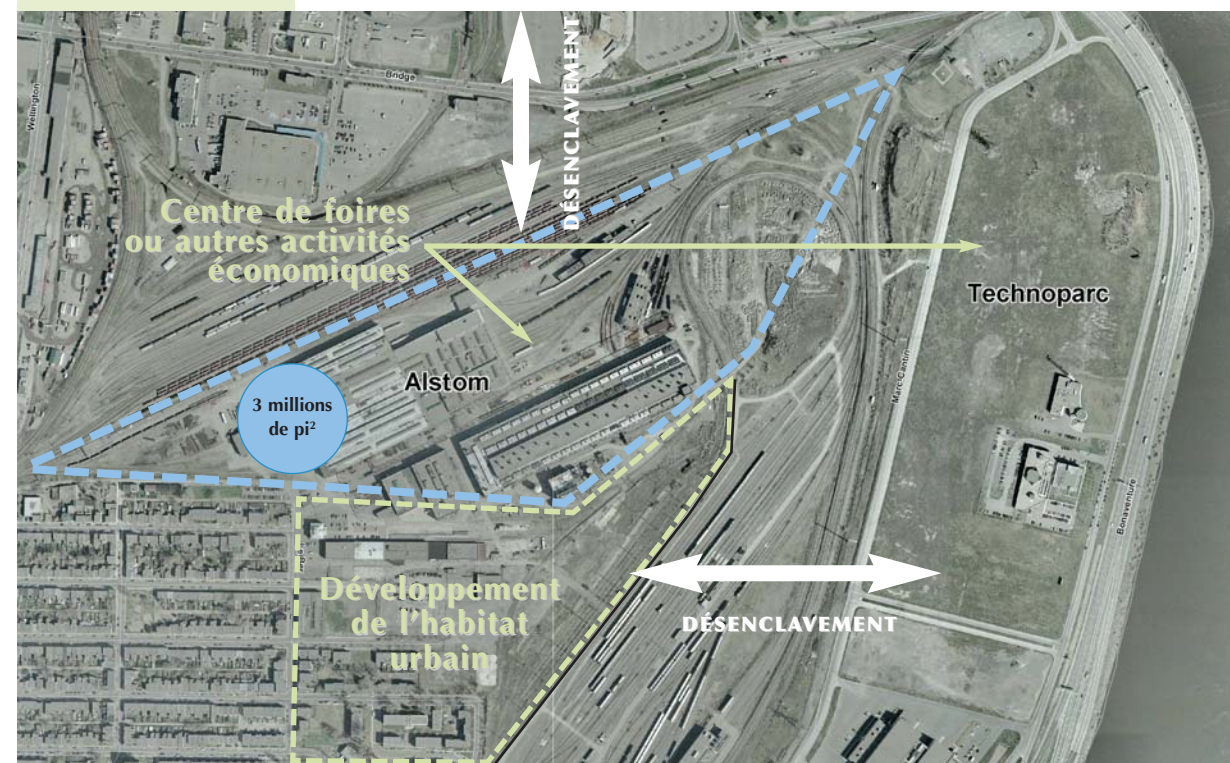 DÉSENCLAVEMENT
Bridge
Wellington
Centre de foires
ou autres activités
économiques
Technoparc
Alstom
Marc Cantin
3 millions
de pi²
Bonaventure
Développement
de l'habitat
urbain
DÉSENCLAVEMENT